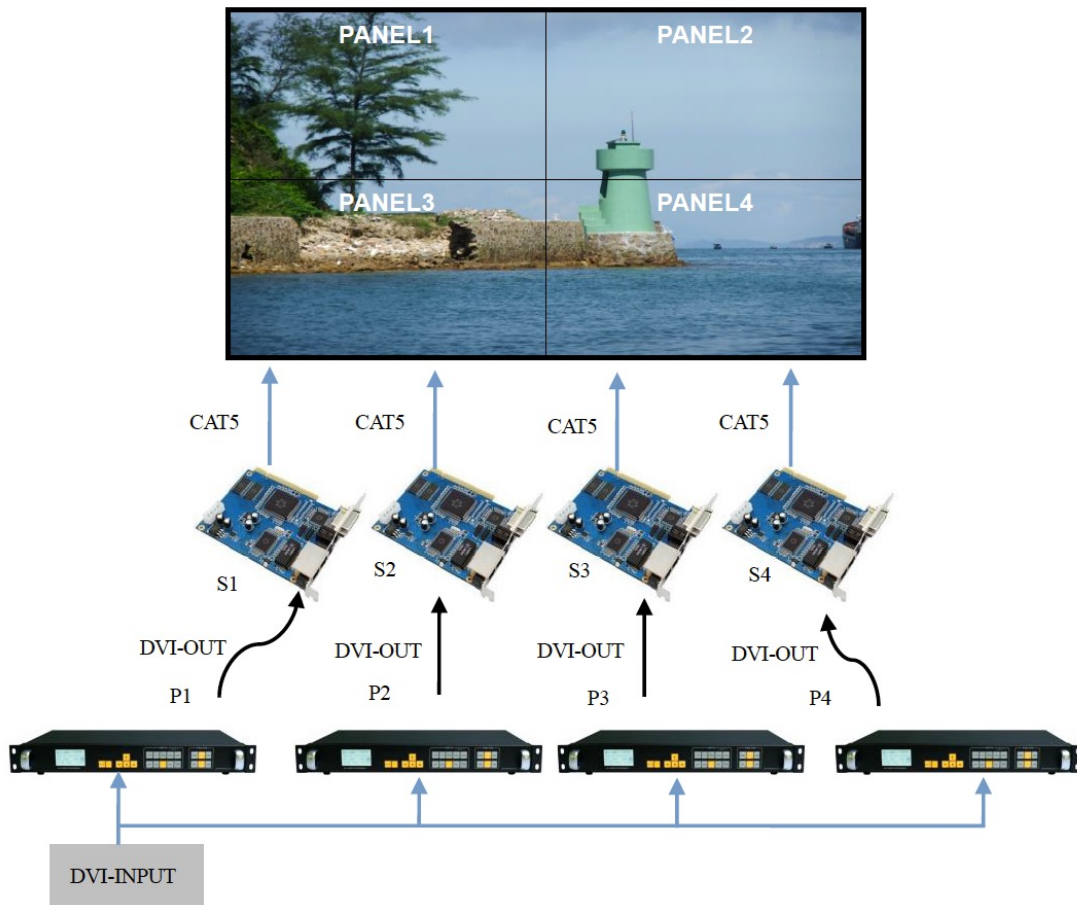 PANEL1
PANEL2
PANEL3
PANEL4
CAT5
CAT5
CAT5
CAT5
S1
S2
S3
S4
DVI-OUT
DVI-OUT
DVI-OUT
DVI-OUT
P1
P2
P3
P4
DVI-INPUT